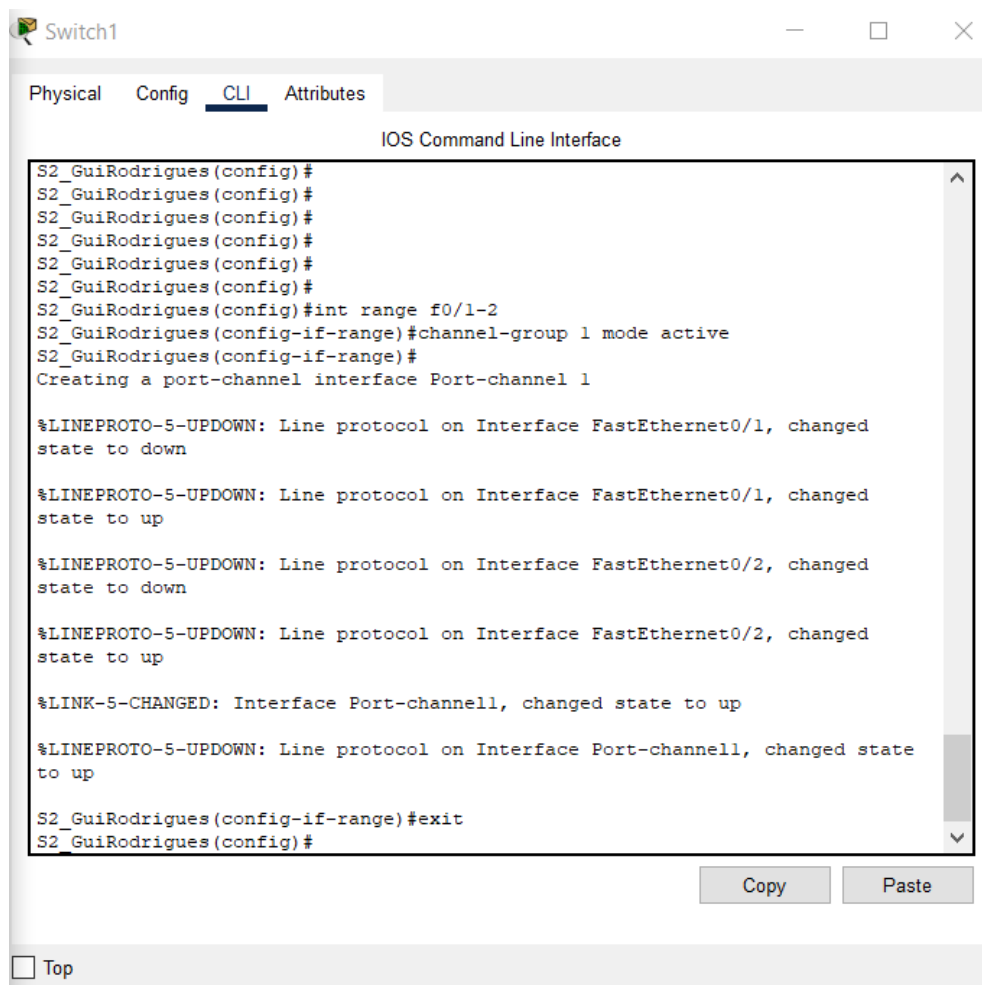 Switch1
Physical Config CLI Attributes
IOS Command Line Interface
S2_GuiRodrigues(config)#
S2_GuiRodrigues(config)#
S2_GuiRodrigues(config)#
S2_GuiRodrigues(config)#
S2_GuiRodrigues(config)#
S2_GuiRodrigues(config)#
S2_GuiRodrigues(config)#int range f0/1-2
S2_GuiRodrigues(config-if-range)#channel-group 1 mode active
S2_GuiRodrigues(config-if-range)#
Creating a port-channel interface Port-channel 1
%LINEPROTO-5-UPDOWN: Line protocol on Interface FastEthernet0/1, changed
state to down
%LINEPROTO-5-UPDOWN: Line protocol on Interface FastEthernet0/1, changed
state to up
%LINEPROTO-5-UPDOWN: Line protocol on Interface FastEthernet0/2, changed
state to down
%LINEPROTO-5-UPDOWN: Line protocol on Interface FastEthernet0/2, changed
state to up
%LINK-5-CHANGED: Interface Port-channel1, changed state to up
%LINEPROTO-5-UPDOWN: Line protocol on Interface Port-channel1, changed state
to up
S2_GuiRodrigues(config-if-range)#exit
S2_GuiRodrigues(config)#
Copy Paste
Top